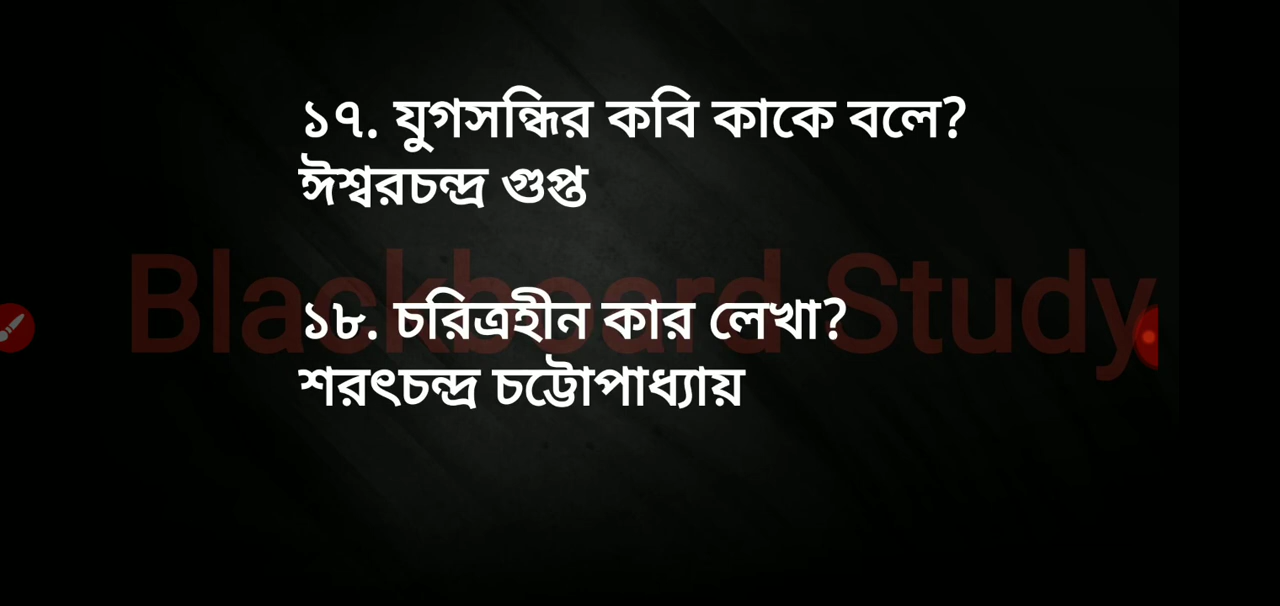 ১৭. যুগসন্ধির কবি কাকে বলে?
ঈশ্বরচন্দ্র গুপ্ত
Blackboard Study
১৮. চরিত্রহীন কার লেখা?
শরৎচন্দ্র চট্টোপাধ্যায়